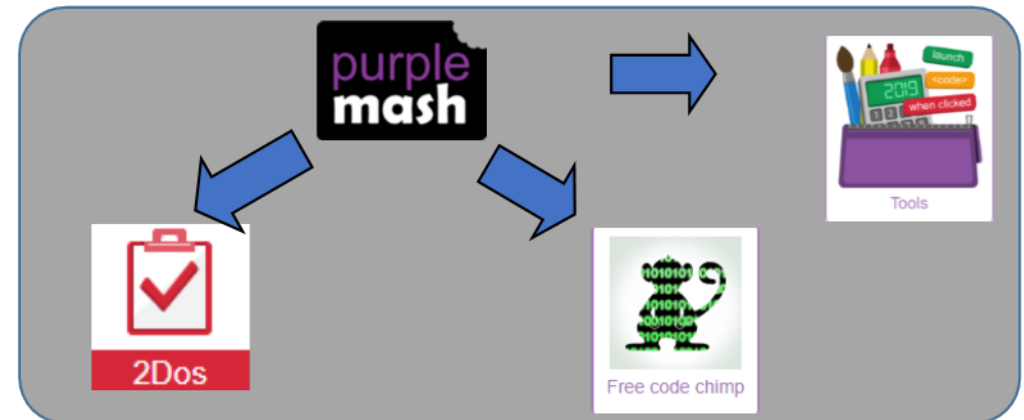 purple
mash
launch
<code>
2019
when clicked
Tools
2Dos
Free code chimp